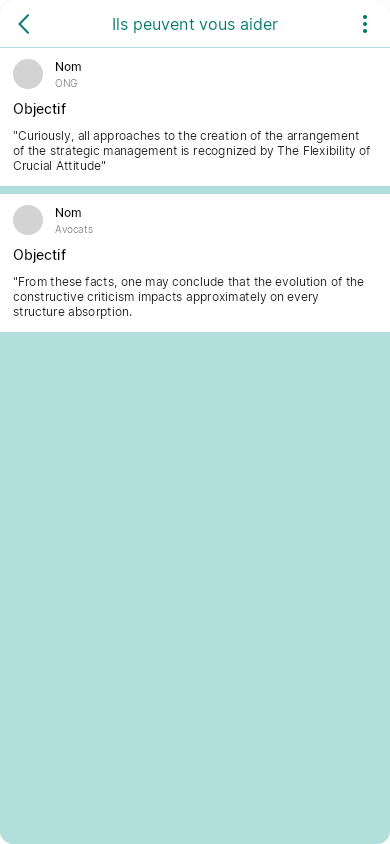 Ils peuvent vous aider
Nom
ONG
Objectif
"Curiously, all approaches to the creation of the arrangement
of the strategic management is recognized by The Flexibility of
Crucial Attitude"
Nom
Avocats
Objectif
"From these facts, one may conclude that the evolution of the
constructive criticism impacts approximately on every
structure absorption.